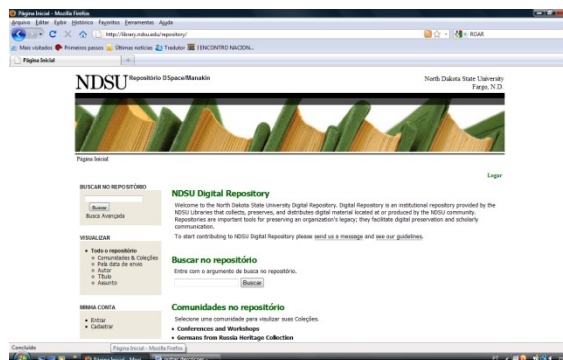 Página Inicial - Mozilla Firefox
Arquivo Editar Exibir Histórico Favoritos Ferramentas Ajuda
http://library.ndsu.edu/repository/
ROAR
Mais visitados Primeiros passos Últimas notícias Tradutor I ENCONTRO NACION...
Página Inicial
NDSU Repositório DSpace/Manakin
North Dakota State University
Fargo, N.D.
Página Inicial
Logar
BUSCAR NO REPOSITÓRIO
Buscar
Busca Avançada
VISUALIZAR
Todo o repositório
Comunidades & Coleções
Pela data de envio
Autor
Título
Assunto
MINHA CONTA
Entrar
Cadastrar
NDSU Digital Repository
Welcome to the North Dakota State University Digital Repository. Digital Repository is an institutional repository provided by the
NDSU Libraries that collects, preserves, and distributes digital material located at or produced by the NDSU community.
Repositories are important tools for preserving an organization's legacy; they facilitate digital preservation and scholarly
communication.
To start contributing to NDSU Digital Repository please send us a message and see our guidelines.
Buscar no repositório
Entre com o argumento de busca no repositório.
Buscar
Comunidades no repositório
Selecione uma comunidade para visualizar suas Coleções.
Conferences and Workshops
Germans from Russia Heritage Collection
Concluído
Página Inicial - Mozilla Firefox
PT